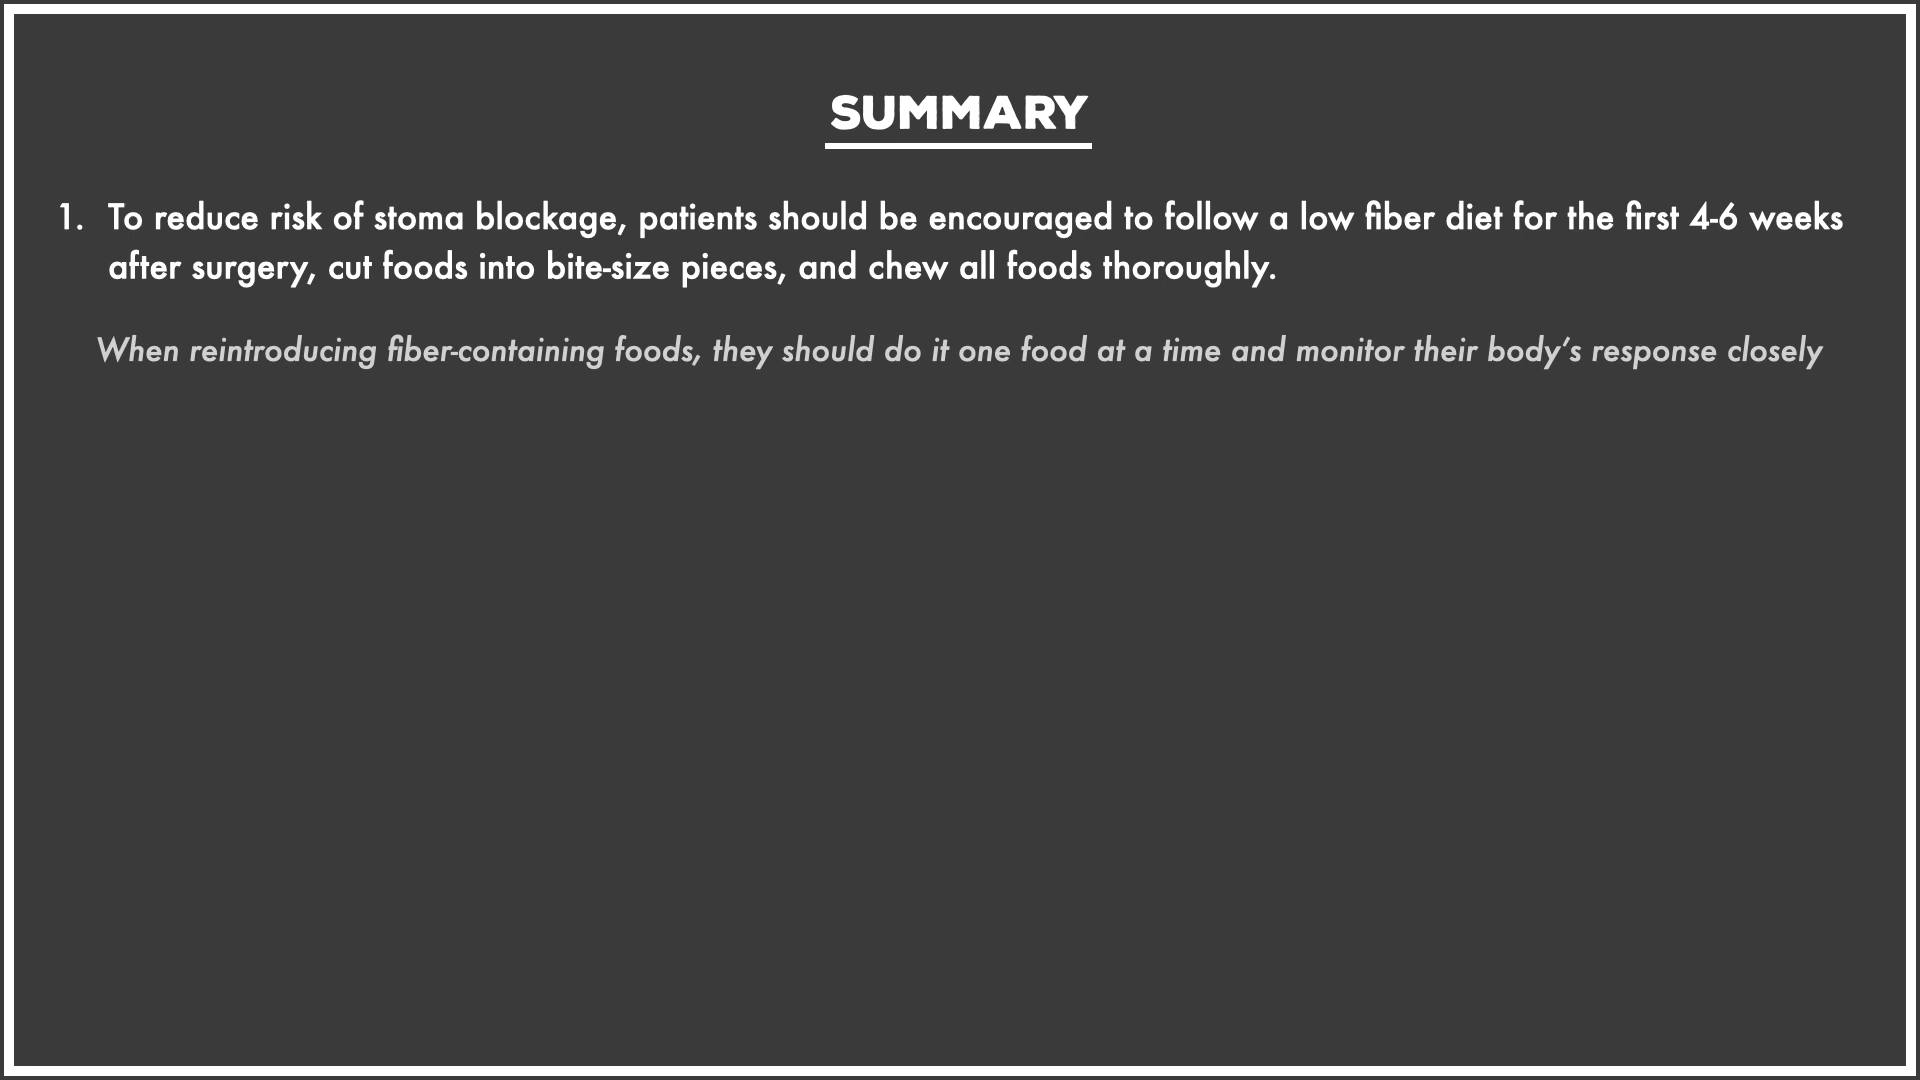 SUMMARY
1. To reduce risk of stoma blockage, patients should be encouraged to follow a low fiber diet for the first 4-6 weeks
after surgery, cut foods into bite-size pieces, and chew all foods thoroughly.
When reintroducing fiber-containing foods, they should do it one food at a time and monitor their body’s response closely